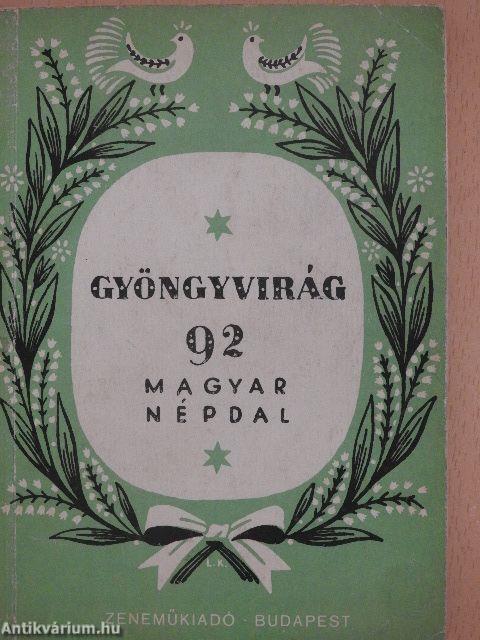 GYÖNGYVIRÁG
92
MAGYAR
NÉPDAL
L.K.
ZENEMŰKIADÓ · BUDAPEST
Antikvárium.hu